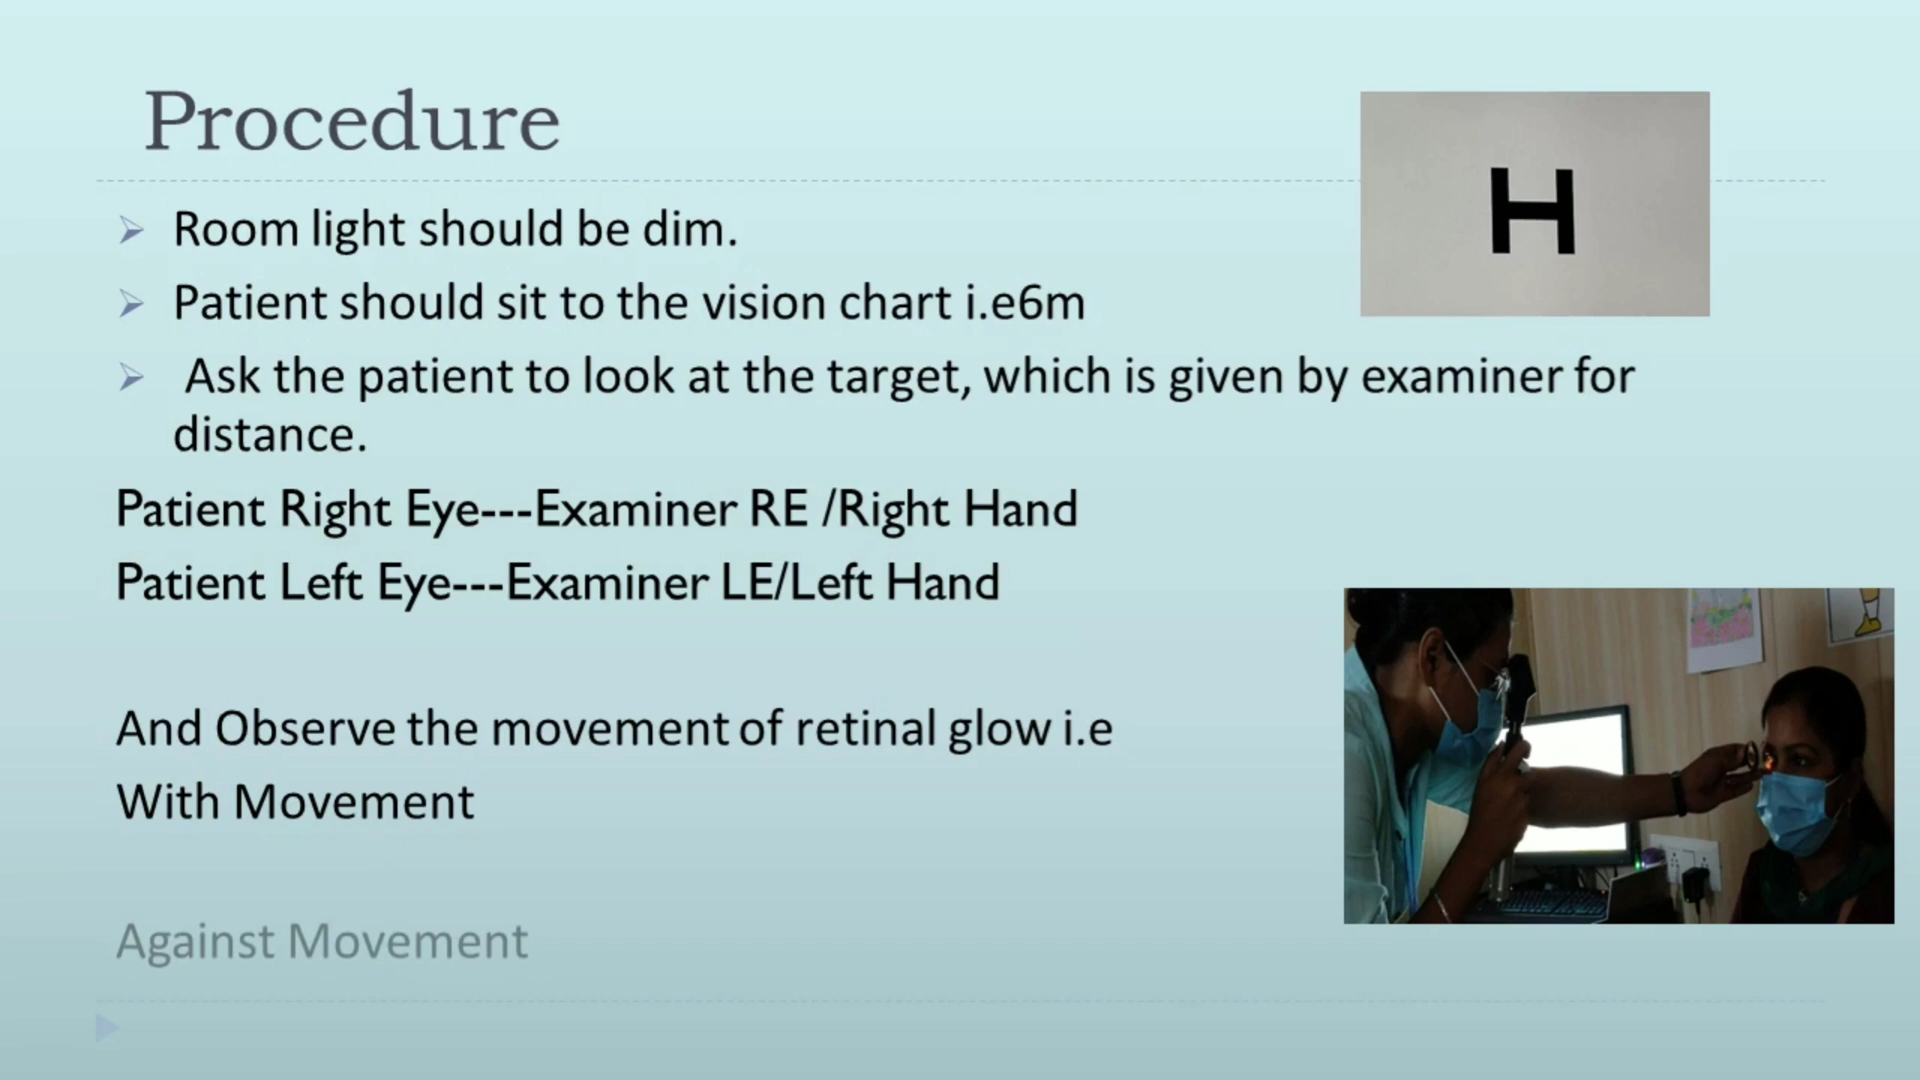 Procedure
H
Room light should be dim.
Patient should sit to the vision chart i.e6m
Ask the patient to look at the target, which is given by examiner for
distance.
Patient Right Eye---Examiner RE /Right Hand
Patient Left Eye---Examiner LE/Left Hand
And Observe the movement of retinal glow i.e
With Movement
Against Movement